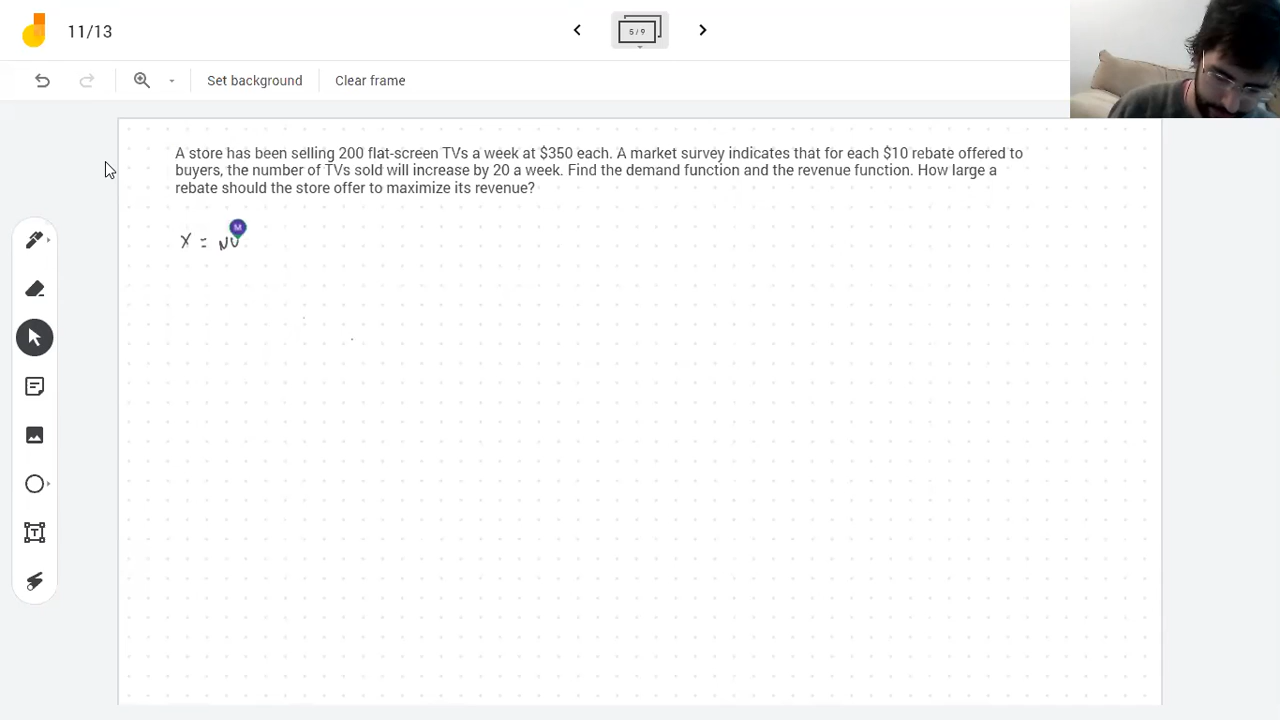 11/13
5 / 9
Set background
Clear frame
A store has been selling 200 flat-screen TVs a week at $350 each. A market survey indicates that for each $10 rebate offered to
buyers, the number of TVs sold will increase by 20 a week. Find the demand function and the revenue function. How large a
rebate should the store offer to maximize its revenue?
M
x = NU
T